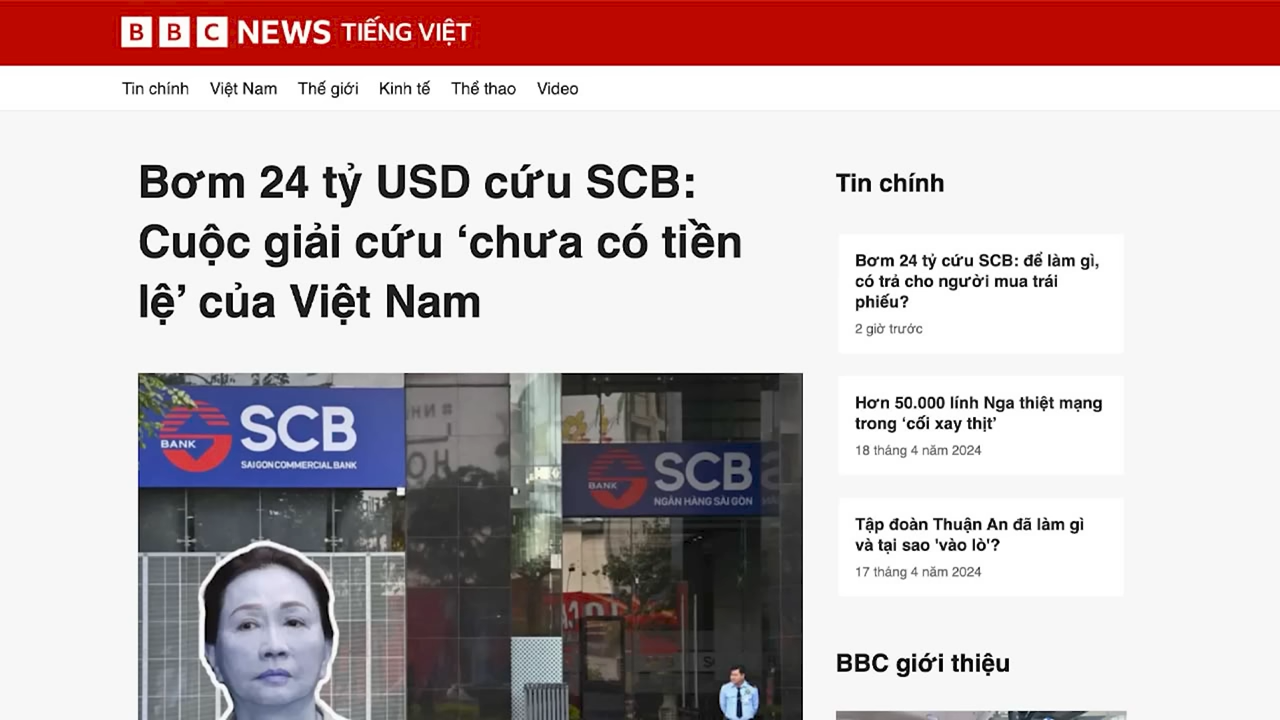 BBC NEWS TIẾNG VIỆT
Tin chính Việt Nam Thế giới Kinh tế Thể thao Video
Bơm 24 tỷ USD cứu SCB:
Cuộc giải cứu ‘chưa có tiền
lệ’ của Việt Nam
BANK SCB
SAIGON COMMERCIAL BANK
BANK SCB
NGÂN HÀNG SÀI GÒN
Tin chính
Bơm 24 tỷ cứu SCB: để làm gì,
có trả cho người mua trái
phiếu?
2 giờ trước
Hơn 50.000 lính Nga thiệt mạng
trong ‘cối xay thịt’
18 tháng 4 năm 2024
Tập đoàn Thuận An đã làm gì
và tại sao 'vào lò'?
17 tháng 4 năm 2024
BBC giới thiệu